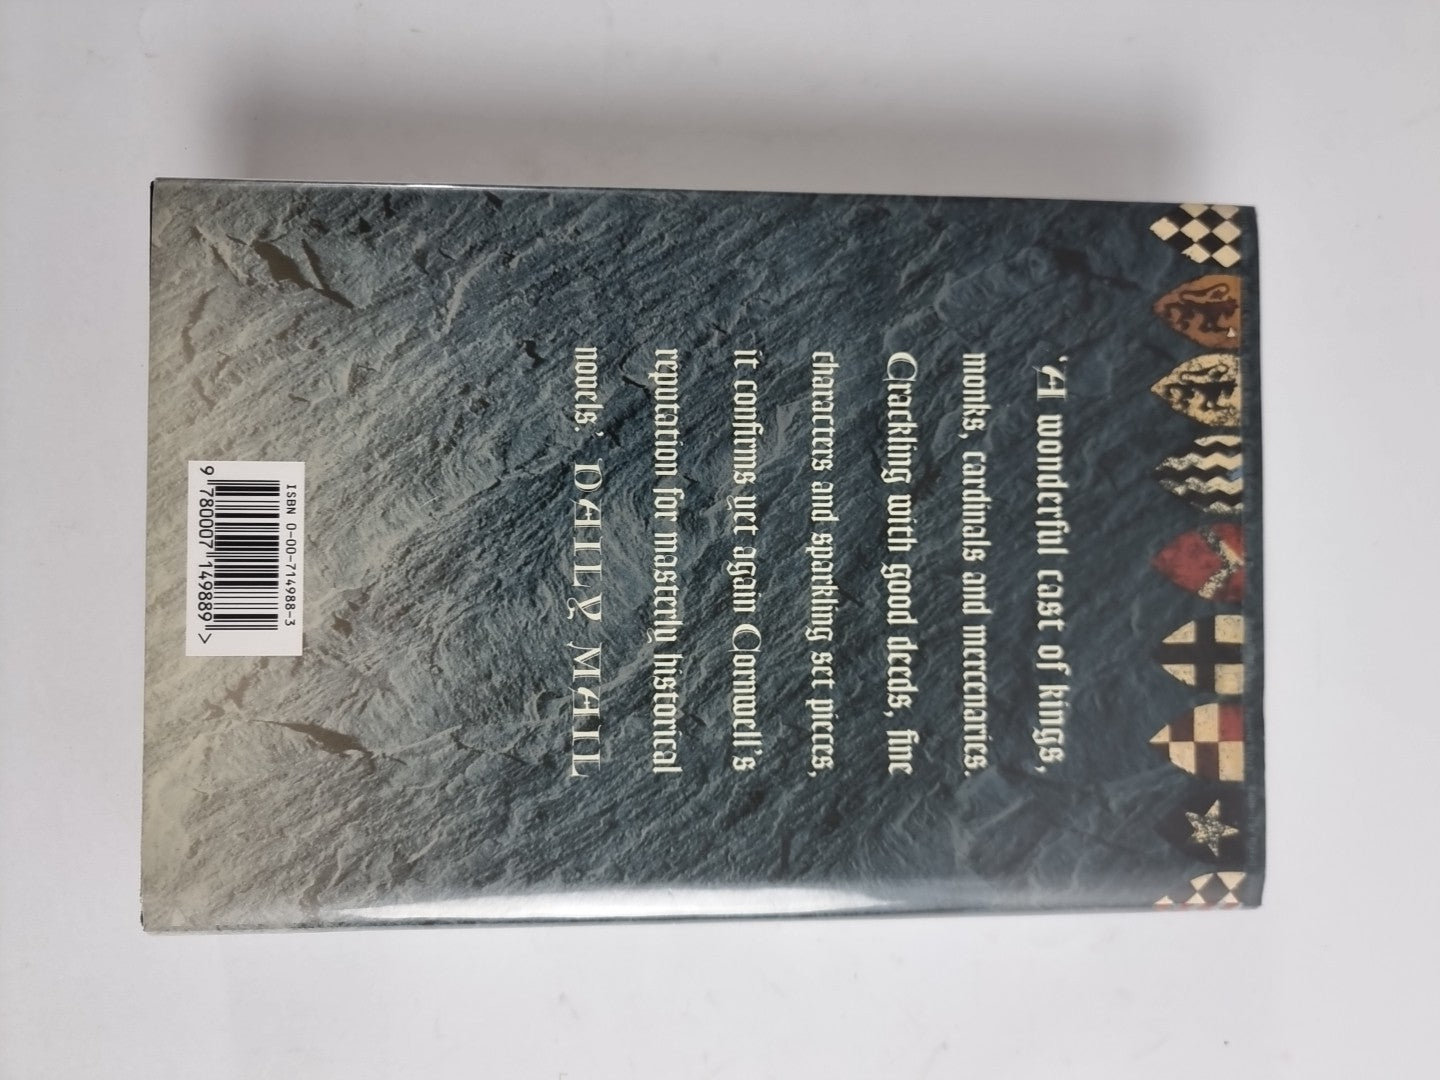 'A wonderful cast of kings,
monks, cardinals and mercenaries.
Crackling with good deeds, fine
characters and sparkling set pieces,
it confirms yet again Cornwell's
reputation for masterly historical
novels.' DAILY MAIL
ISBN 0-00-714988-3
9 780007 149889 >